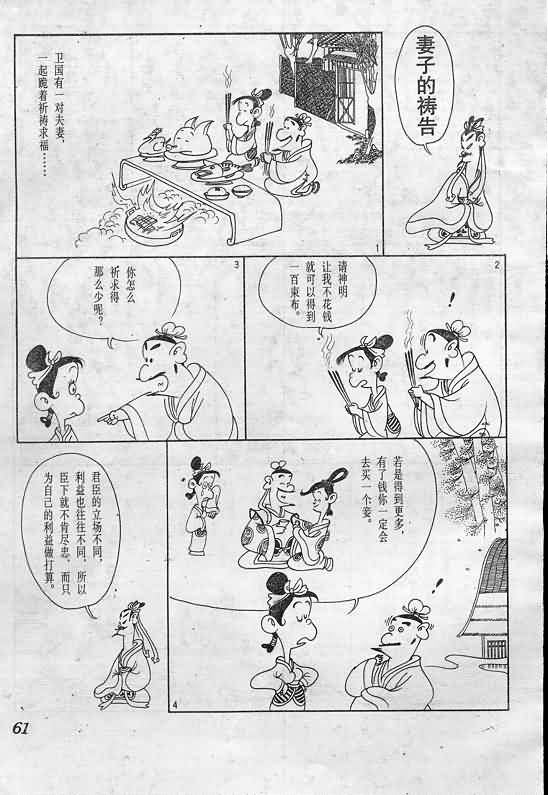 妻子的祷告
卫国有一对夫妻，
一起跪着祈祷求福……
1
2
请神明
让我不花钱
就可以得到
一百束布。
！
3
你怎么
祈求得
那么少呢？
若是得到更多，
有了钱你一定会
去买一个妾。
4
君臣的立场不同，
利益也往往不同，所以
臣下就不肯尽忠，而只
为自己的利益做打算。
61